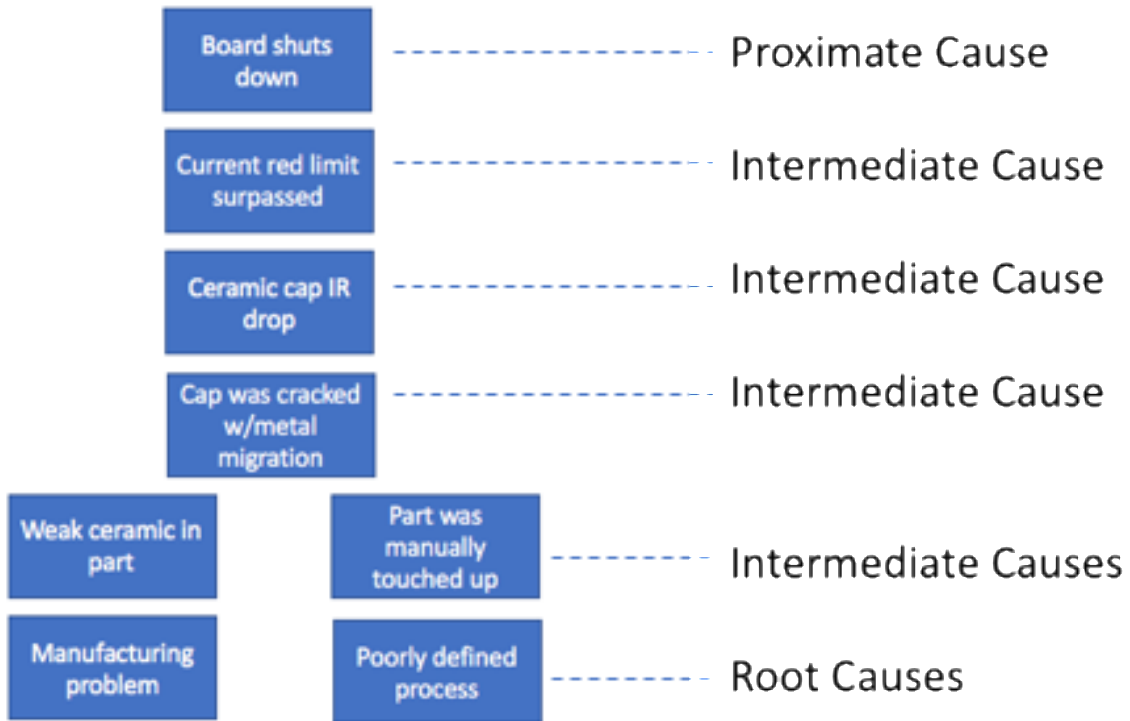 Board shuts
down
Proximate Cause
Current red limit
surpassed
Intermediate Cause
Ceramic cap IR
drop
Intermediate Cause
Cap was cracked
w/metal
migration
Intermediate Cause
Weak ceramic in
part
Part was
manually
touched up
Intermediate Causes
Manufacturing
problem
Poorly defined
process
Root Causes